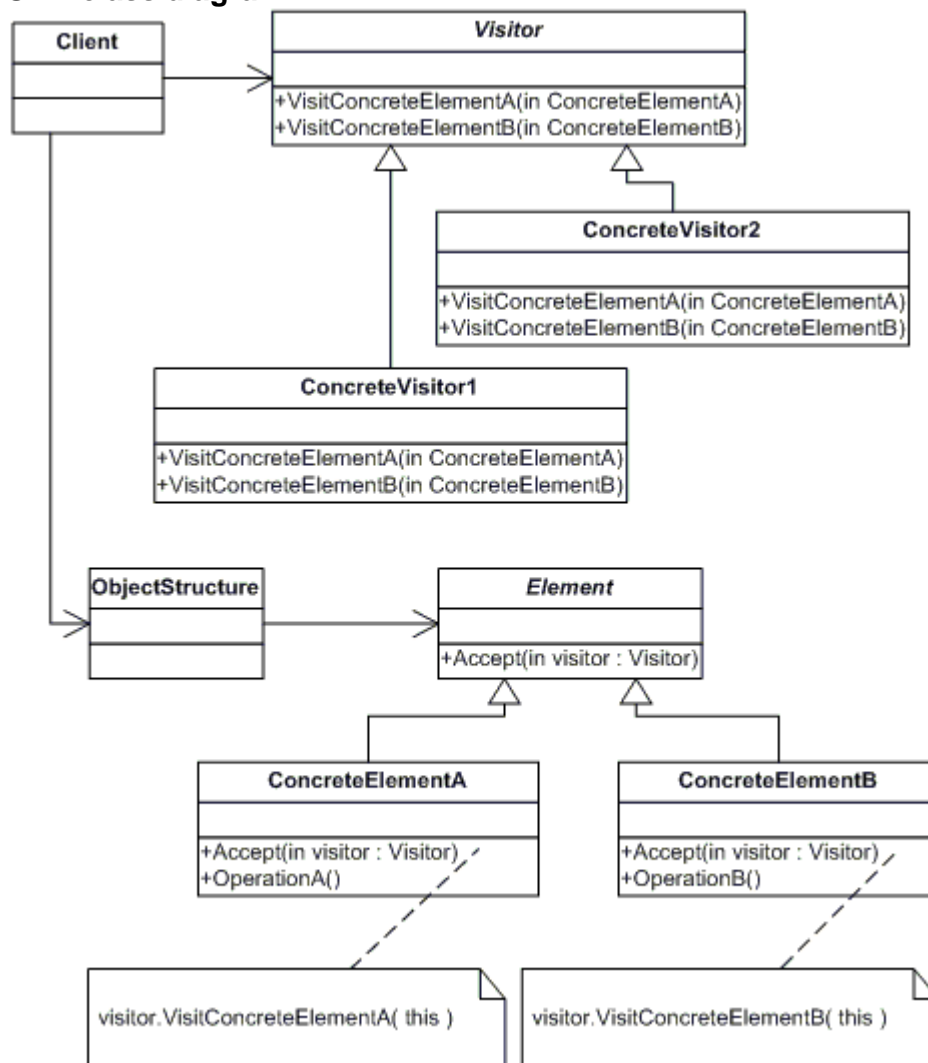 Client
Visitor
+VisitConcreteElementA(in ConcreteElementA)
+VisitConcreteElementB(in ConcreteElementB)
ConcreteVisitor2
+VisitConcreteElementA(in ConcreteElementA)
+VisitConcreteElementB(in ConcreteElementB)
ConcreteVisitor1
+VisitConcreteElementA(in ConcreteElementA)
+VisitConcreteElementB(in ConcreteElementB)
ObjectStructure
Element
+Accept(in visitor : Visitor)
ConcreteElementA
+Accept(in visitor : Visitor)
+OperationA()
ConcreteElementB
+Accept(in visitor : Visitor)
+OperationB()
visitor.VisitConcreteElementA( this )
visitor.VisitConcreteElementB( this )